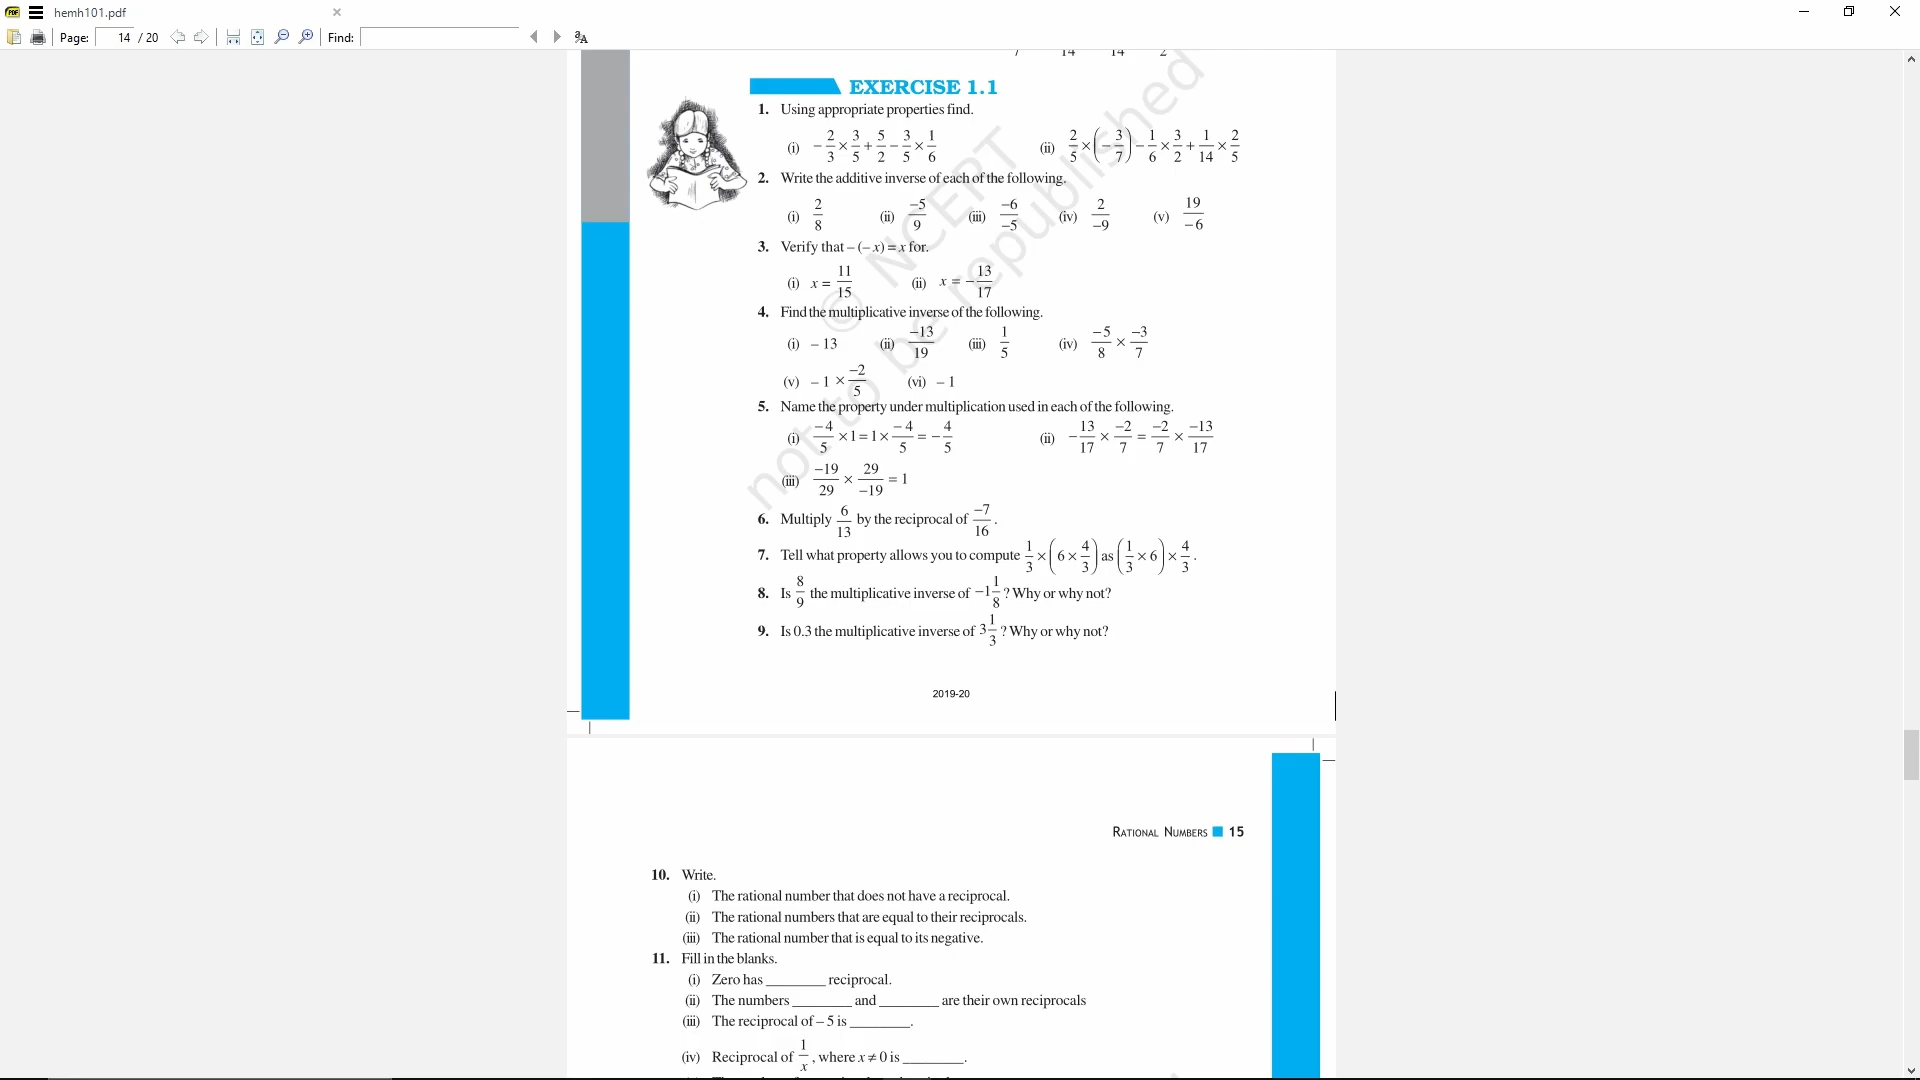 hemh101.pdf
Page: 14 / 20 Find:
7 14 14 2
EXERCISE 1.1
1. Using appropriate properties find.
(i) −2/3 × 3/5 + 5/2 − 3/5 × 1/6 (ii) 2/5 × (−3/7) − 1/6 × 3/2 + 1/14 × 2/5
2. Write the additive inverse of each of the following.
(i) 2/8 (ii) −5/9 (iii) −6/−5 (iv) 2/−9 (v) 19/−6
3. Verify that – (– x) = x for.
(i) x = 11/15 (ii) x = −13/17
4. Find the multiplicative inverse of the following.
(i) – 13 (ii) −13/19 (iii) 1/5 (iv) −5/8 × −3/7
(v) – 1 × −2/5 (vi) – 1
5. Name the property under multiplication used in each of the following.
(i) −4/5 × 1 = 1 × −4/5 = −4/5 (ii) −13/17 × −2/7 = −2/7 × −13/17
(iii) −19/29 × 29/−19 = 1
6. Multiply 6/13 by the reciprocal of −7/16 .
7. Tell what property allows you to compute 1/3 × (6 × 4/3) as (1/3 × 6) × 4/3 .
8. Is 8/9 the multiplicative inverse of −1 1/8 ? Why or why not?
9. Is 0.3 the multiplicative inverse of 3 1/3 ? Why or why not?
© NCERT
not to be republished
2019-20
RATIONAL NUMBERS 15
10. Write.
(i) The rational number that does not have a reciprocal.
(ii) The rational numbers that are equal to their reciprocals.
(iii) The rational number that is equal to its negative.
11. Fill in the blanks.
(i) Zero has ________ reciprocal.
(ii) The numbers ________ and ________ are their own reciprocals
(iii) The reciprocal of – 5 is ________.
(iv) Reciprocal of 1/x , where x ≠ 0 is ________.